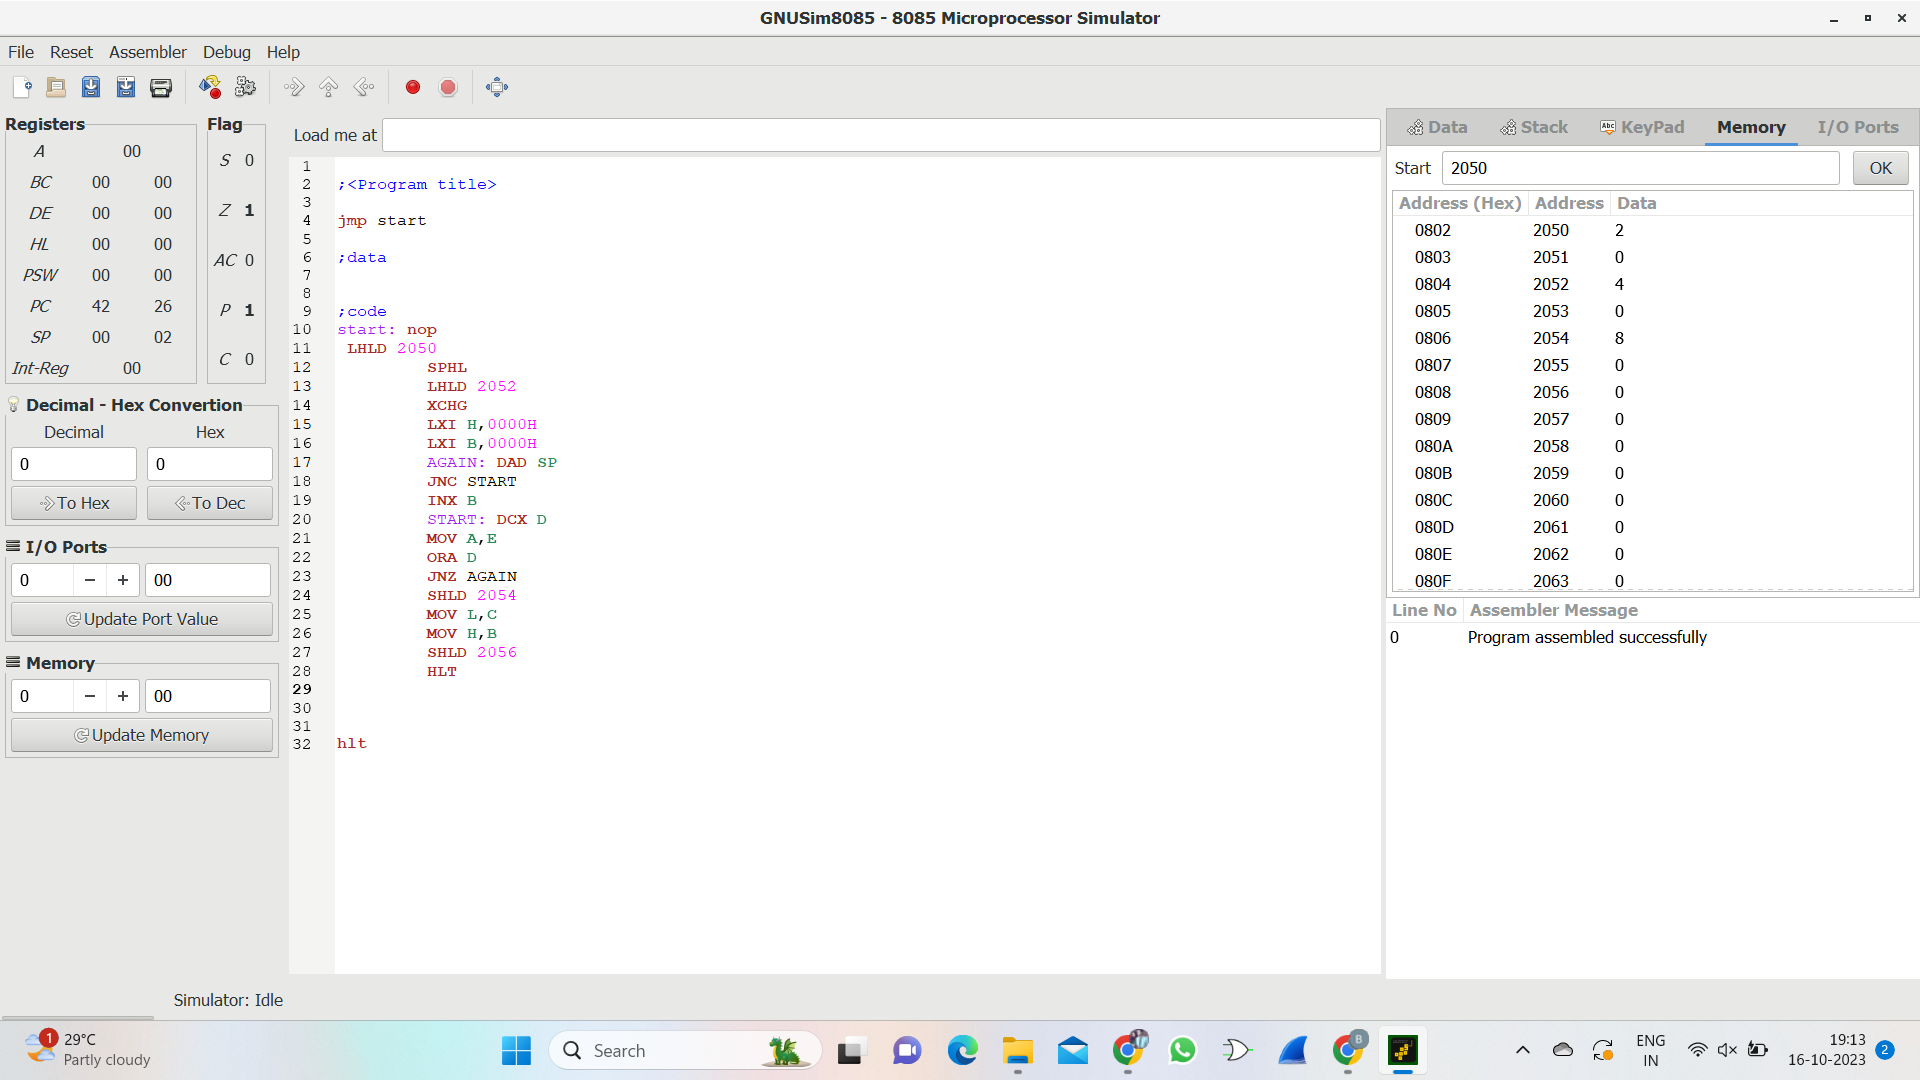 GNUSim8085 - 8085 Microprocessor Simulator
File Reset Assembler Debug Help
Registers
A 00
BC 00 00
DE 00 00
HL 00 00
PSW 00 00
PC 42 26
SP 00 02
Int-Reg 00
Flag
S 0
Z 1
AC 0
P 1
C 0
Decimal - Hex Convertion
Decimal Hex
0 0
To Hex To Dec
I/O Ports
0 − + 00
Update Port Value
Memory
0 − + 00
Update Memory
Load me at
1
2 ;<Program title>
3
4 jmp start
5
6 ;data
7
8
9 ;code
10 start: nop
11 LHLD 2050
12 SPHL
13 LHLD 2052
14 XCHG
15 LXI H,0000H
16 LXI B,0000H
17 AGAIN: DAD SP
18 JNC START
19 INX B
20 START: DCX D
21 MOV A,E
22 ORA D
23 JNZ AGAIN
24 SHLD 2054
25 MOV L,C
26 MOV H,B
27 SHLD 2056
28 HLT
29
30
31
32 hlt
Data Stack Abc KeyPad Memory I/O Ports
Start 2050 OK
Address (Hex) Address Data
0802 2050 2
0803 2051 0
0804 2052 4
0805 2053 0
0806 2054 8
0807 2055 0
0808 2056 0
0809 2057 0
080A 2058 0
080B 2059 0
080C 2060 0
080D 2061 0
080E 2062 0
080F 2063 0
Line No Assembler Message
0 Program assembled successfully
Simulator: Idle
1 29°C
Partly cloudy
Search
B
ENG
IN
19:13
16-10-2023
2